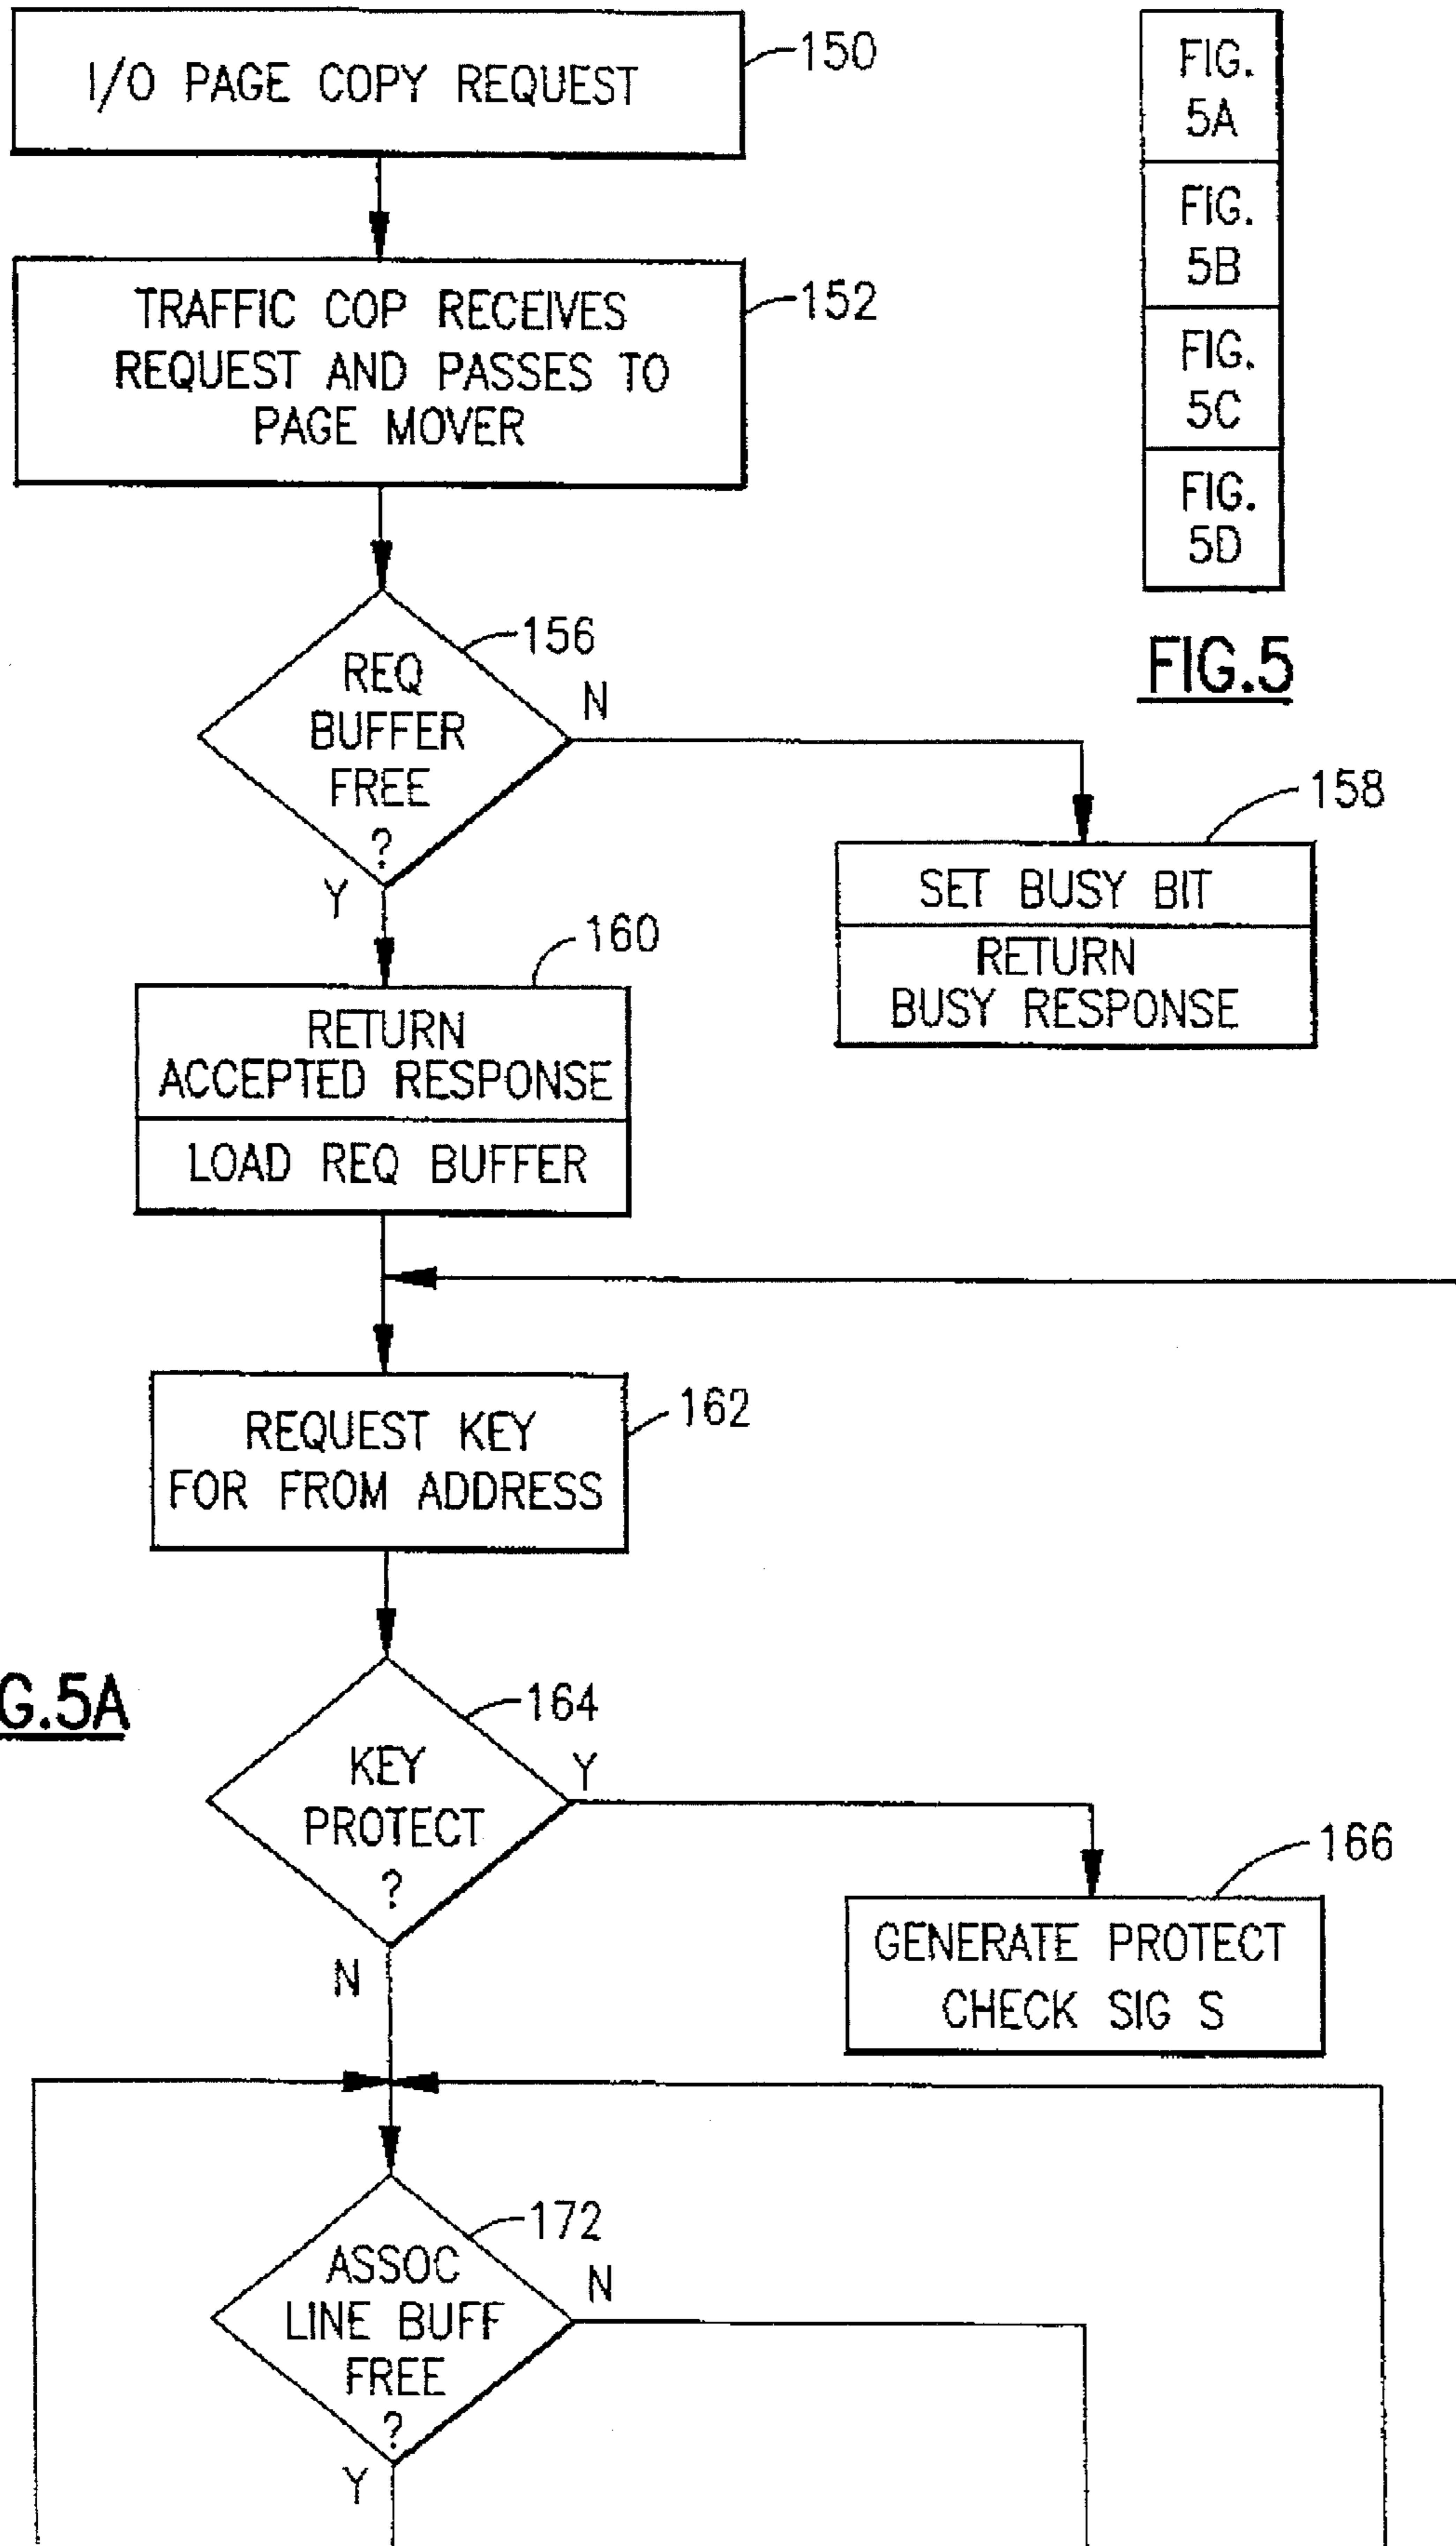 I/O PAGE COPY REQUEST
150
TRAFFIC COP RECEIVES
REQUEST AND PASSES TO
PAGE MOVER
152
FIG.
5A
FIG.
5B
FIG.
5C
FIG.
5D
FIG.5
REQ
BUFFER
FREE
?
156
N
Y
158
SET BUSY BIT
RETURN
BUSY RESPONSE
160
RETURN
ACCEPTED RESPONSE
LOAD REQ BUFFER
162
REQUEST KEY
FOR FROM ADDRESS
G.5A
164
KEY
PROTECT
?
Y
N
166
GENERATE PROTECT
CHECK SIG S
172
ASSOC
LINE BUFF
FREE
?
N
Y